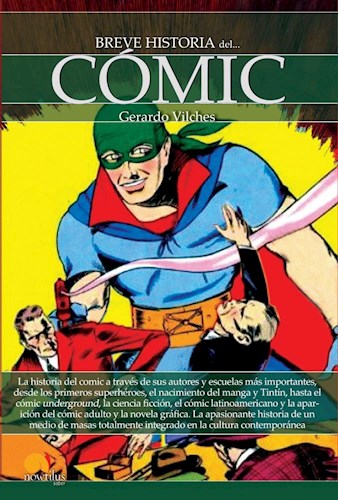 BREVE HISTORIA del...
CÓMIC
Gerardo Vilches
La historia del comic a través de sus autores y escuelas más importantes,
desde los primeros superhéroes, el nacimiento del manga y Tintín, hasta el
cómic underground, la ciencia ficción, el cómic latinoamericano y la apar-
ición del cómic adulto y la novela gráfica. La apasionante historia de un
medio de masas totalmente integrado en la cultura contemporánea
nowtilus
saber